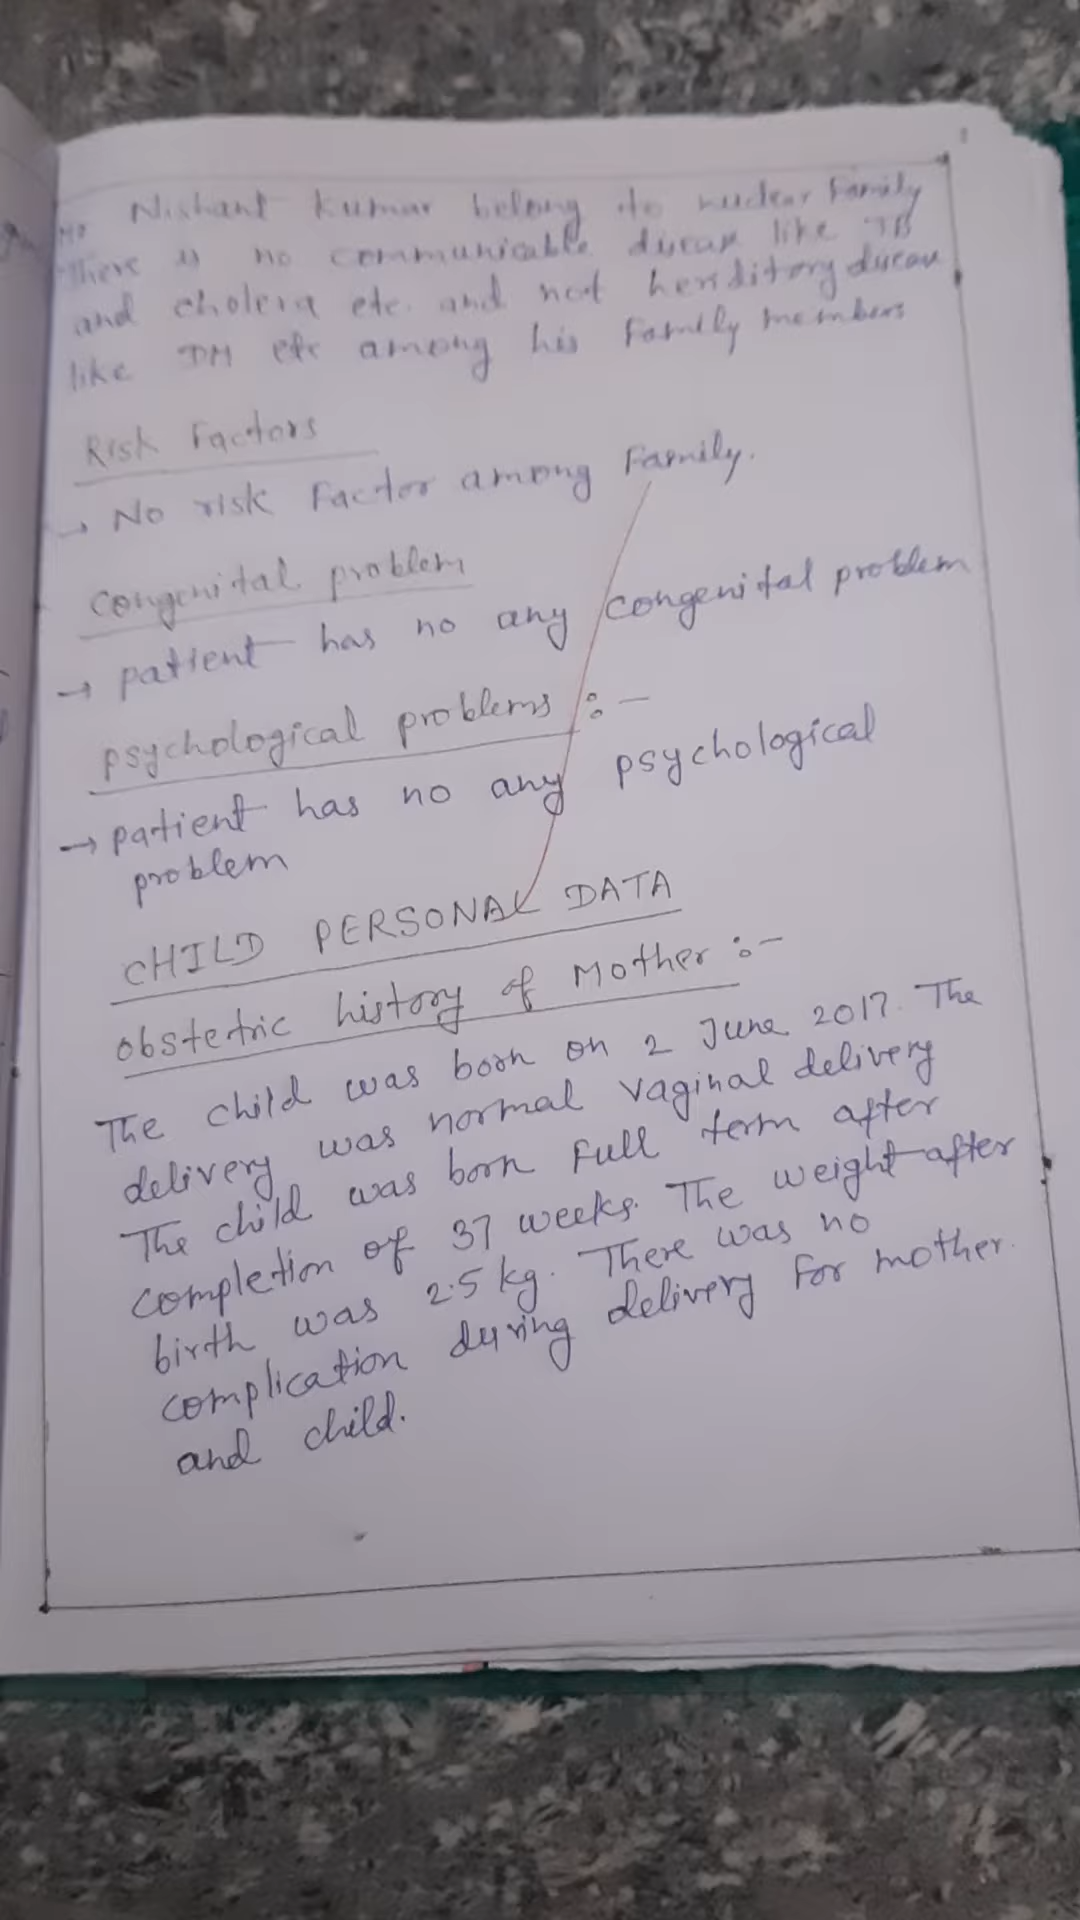 Mr Nishant Kumar belong to nuclear Family
There is no communicable diseax like TB
and cholera etc. and not heriditory diseax
like DM etc among his Family members
Risk Factors
→ No risk Factor among Family.
Congenital problem
→ patient has no any congenital problem
psychological problems :-
→ patient has no any psychological
problem
CHILD PERSONAL DATA
obstetric history of Mother :-
The child was born on 2 June 2017. The
delivery was normal vaginal delivery
The child was born Full term after
completion of 37 weeks. The weight after
birth was 2.5 kg. There was no
complication during delivery For mother.
and child.